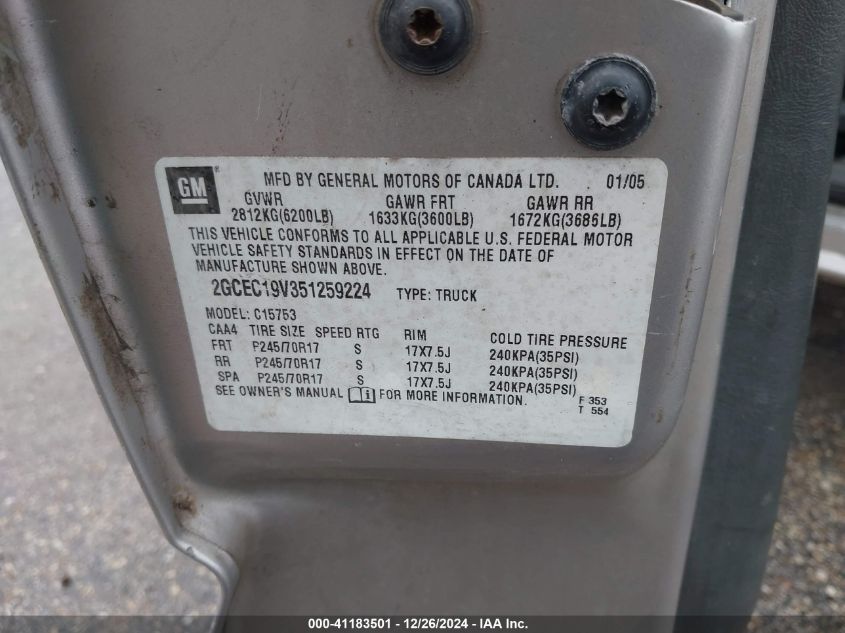 GM MFD BY GENERAL MOTORS OF CANADA LTD. 01/05
GVWR GAWR FRT GAWR RR
2812KG(6200LB) 1633KG(3600LB) 1672KG(3686LB)
THIS VEHICLE CONFORMS TO ALL APPLICABLE U.S. FEDERAL MOTOR
VEHICLE SAFETY STANDARDS IN EFFECT ON THE DATE OF
MANUFACTURE SHOWN ABOVE.
2GCEC19V351259224 TYPE: TRUCK
MODEL: C15753
CAA4 TIRE SIZE SPEED RTG RIM COLD TIRE PRESSURE
FRT P245/70R17 S 17X7.5J 240KPA(35PSI)
RR P245/70R17 S 17X7.5J 240KPA(35PSI)
SPA P245/70R17 S 17X7.5J 240KPA(35PSI)
SEE OWNER'S MANUAL FOR MORE INFORMATION.
F 353
T 554
000-41183501 - 12/26/2024 - IAA Inc.